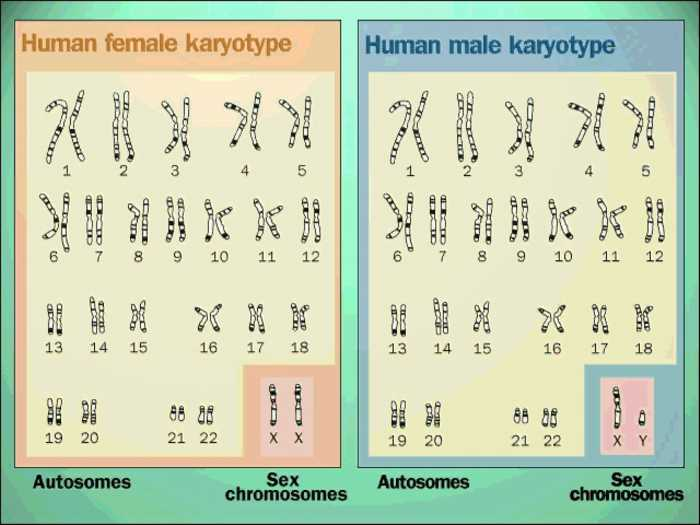 Human female karyotype
1 2 3 4 5
6 7 8 9 10 11 12
13 14 15 16 17 18
19 20 21 22 X X
Autosomes
Sex
chromosomes
Human male karyotype
1 2 3 4 5
6 7 8 9 10 11 12
13 14 15 16 17 18
19 20 21 22 X Y
Autosomes
Sex
chromosomes